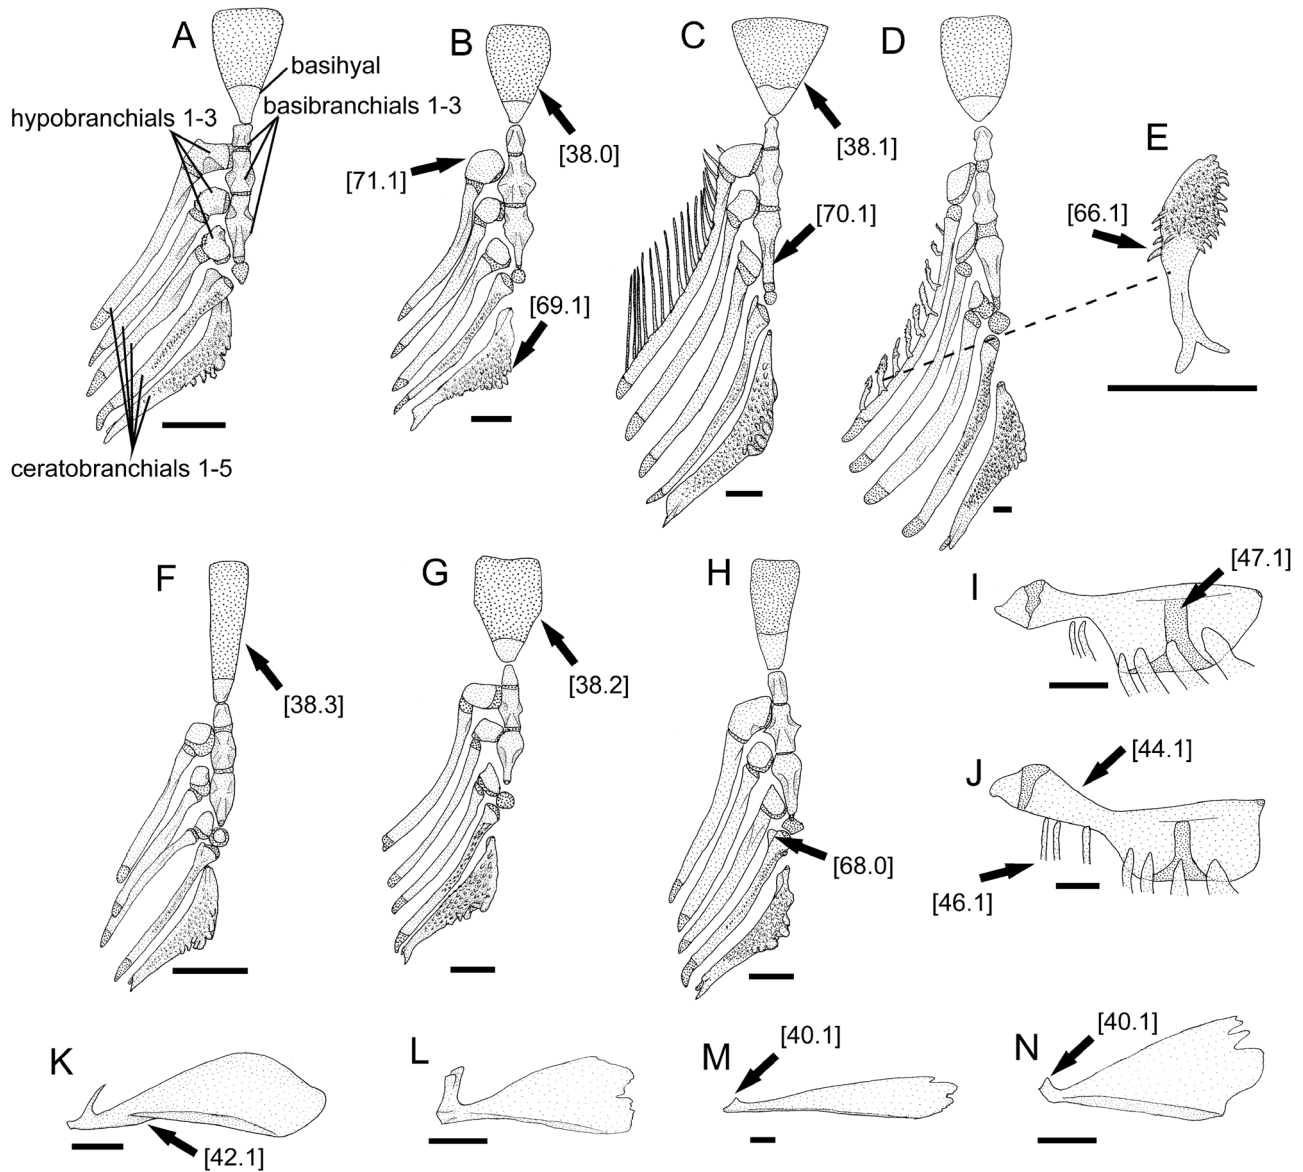 A
B
C
D
basihyal
hypobranchials 1-3
basibranchials 1-3
[38.0]
[38.1]
E
[71.1]
[70.1]
[66.1]
[69.1]
ceratobranchials 1-5
F
G
H
I
[47.1]
[38.3]
[38.2]
J
[44.1]
[68.0]
[46.1]
K
L
M
[40.1]
N
[40.1]
[42.1]